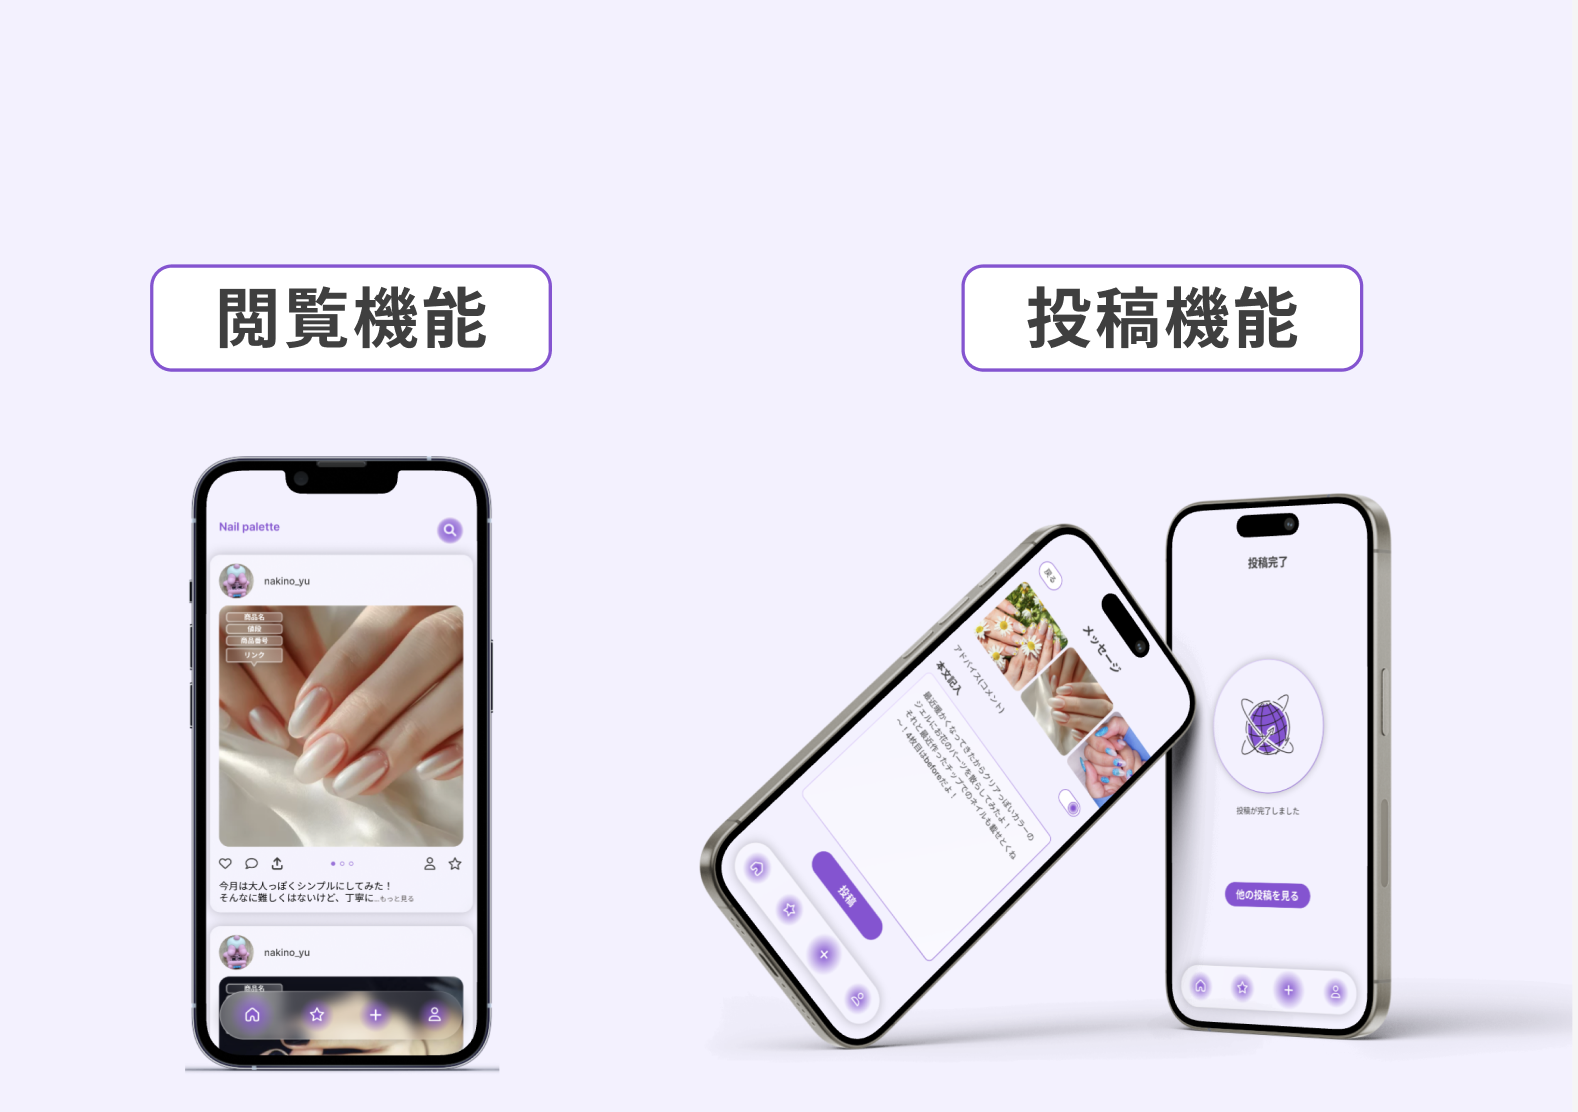 閲覧機能
投稿機能
Nail palette
nakino_yu
商品名
値段
商品番号
リンク
今月は大人っぽくシンプルにしてみた！
そんなに難しくはないけど、丁寧に...もっと見る
nakino_yu
商品名
戻る
メッセージ
アドバイス(コメント)
本文記入
最近暖かくなってきたからクリアっぽいカラーの
ジェルにお花のパーツを散らしてみたよ！
それと最近作ったチップでのネイルも載せとくね
〜！4枚目はbeforeだよ！
投稿
投稿完了
投稿が完了しました
他の投稿を見る